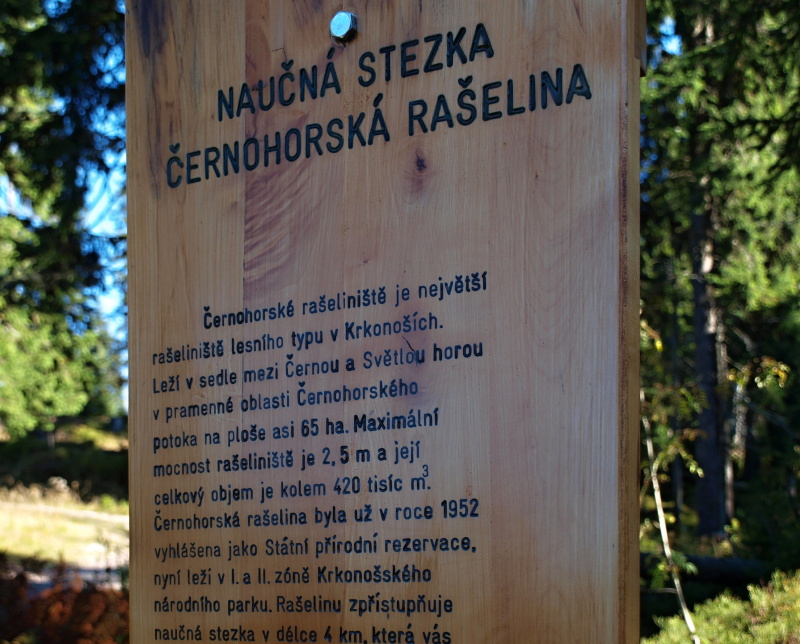 NAUČNÁ STEZKA
ČERNOHORSKÁ RAŠELINA
Černohorské rašeliniště je největší
rašeliniště lesního typu v Krkonoších.
Leží v sedle mezi Černou a Světlou horou
v pramenné oblasti Černohorského
potoka na ploše asi 65 ha. Maximální
mocnost rašeliniště je 2,5 m a její
celkový objem je kolem 420 tisíc m³.
Černohorská rašelina byla už v roce 1952
vyhlášena jako Státní přírodní rezervace,
nyní leží v I. a II. zóně Krkonošského
národního parku. Rašelinu zpřístupňuje
naučná stezka v délce 4 km, která vás